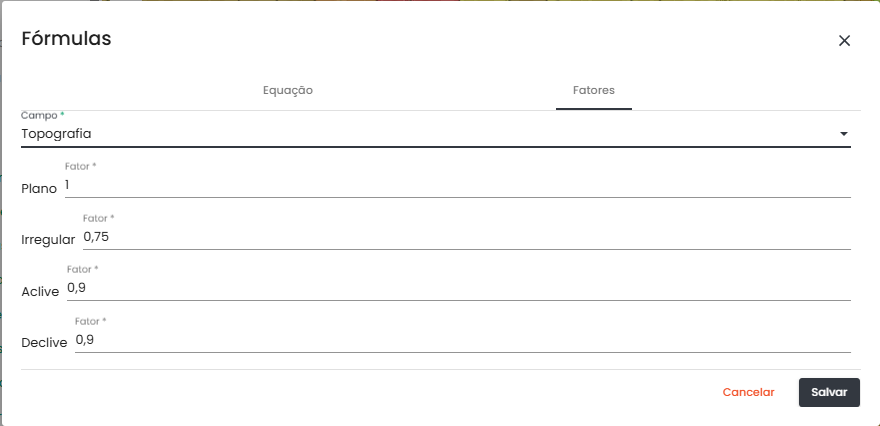 Fórmulas
Equação
Fatores
Campo *
Topografia
Fator *
Plano 1
Fator *
Irregular 0,75
Fator *
Aclive 0,9
Fator *
Declive 0,9
Cancelar
Salvar